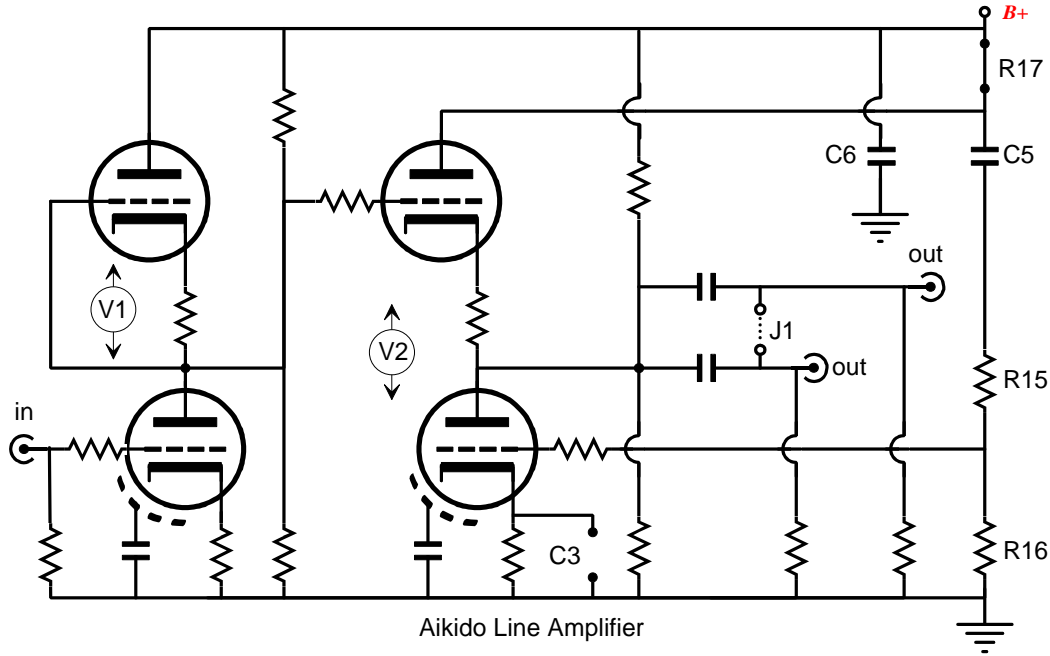 B+
R17
C6
C5
out
V1
J1
V2
out
R15
in
C3
R16
Aikido Line Amplifier